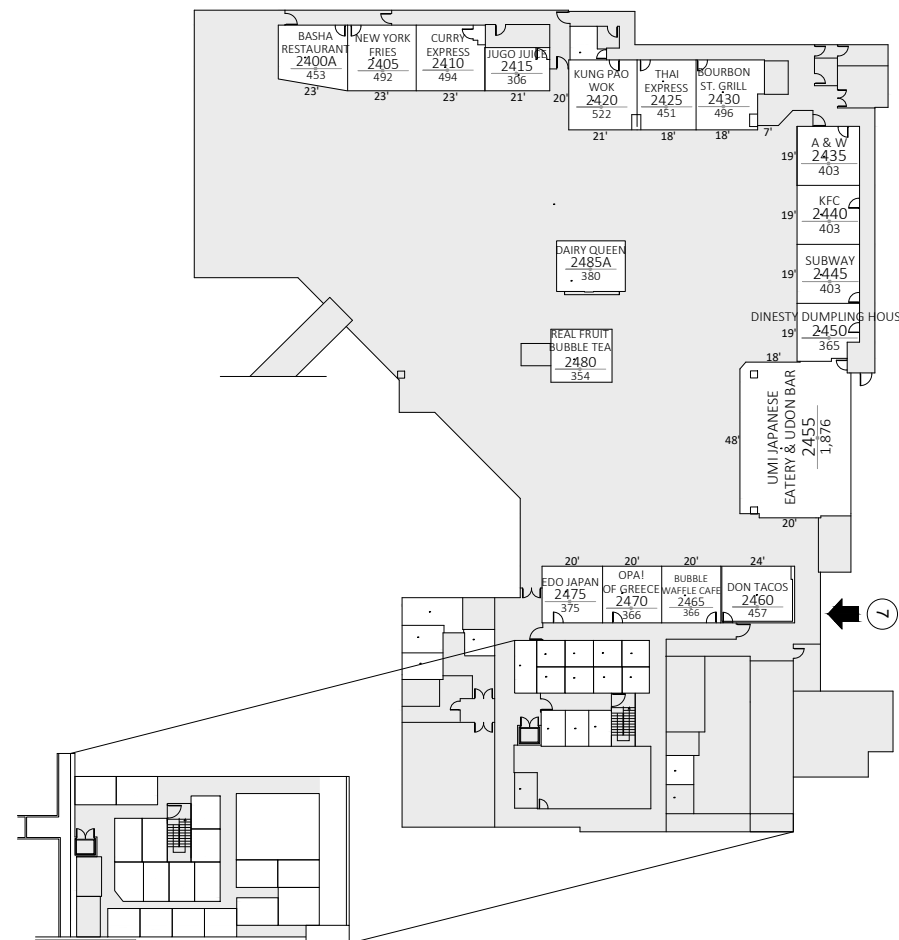 BASHA
RESTAURANT
2400A
453
23'
NEW YORK
FRIES
2405
492
23'
CURRY
EXPRESS
2410
494
23'
JUGO JUICE
2415
306
21'
20'
KUNG PAO
WOK
2420
522
21'
THAI
EXPRESS
2425
451
18'
BOURBON
ST. GRILL
2430
496
18'
7'
A & W
2435
403
19'
KFC
2440
403
19'
SUBWAY
2445
403
19'
DINESTY DUMPLING HOUS
2450
365
19'
18'
DAIRY QUEEN
2485A
380
REAL FRUIT
BUBBLE TEA
2480
354
UMI JAPANESE
EATERY & UDON BAR
2455
1,876
48'
20'
20'
EDO JAPAN
2475
375
20'
OPA!
OF GREECE
2470
366
20'
BUBBLE
WAFFLE CAFE
2465
366
24'
DON TACOS
2460
457
7